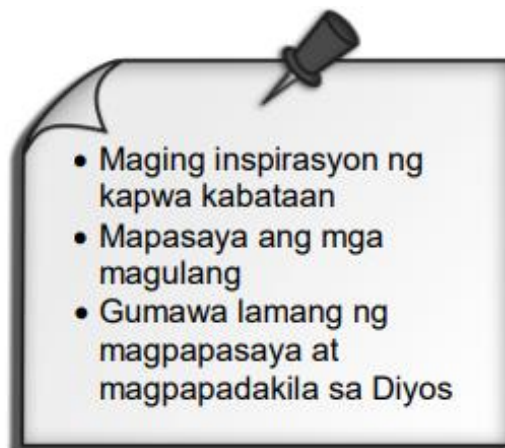 • Maging inspirasyon ng
kapwa kabataan
• Mapasaya ang mga
magulang
• Gumawa lamang ng
magpapasaya at
magpapadakila sa Diyos